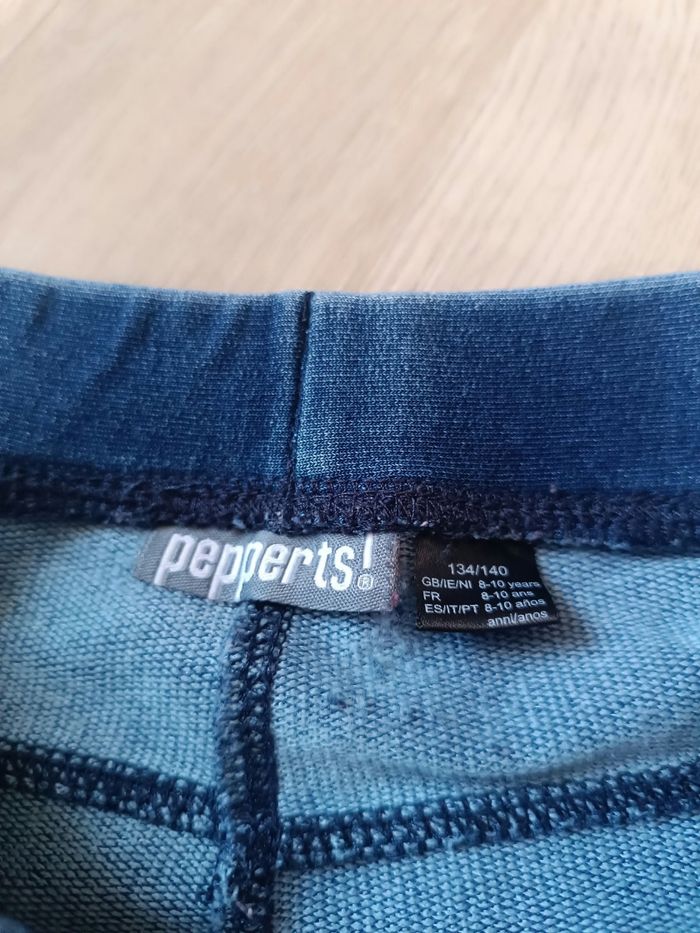 pepperts!®
134/140
GB/IE/NI 8-10 years
FR 8-10 ans
ES/IT/PT 8-10 años
anni/anos